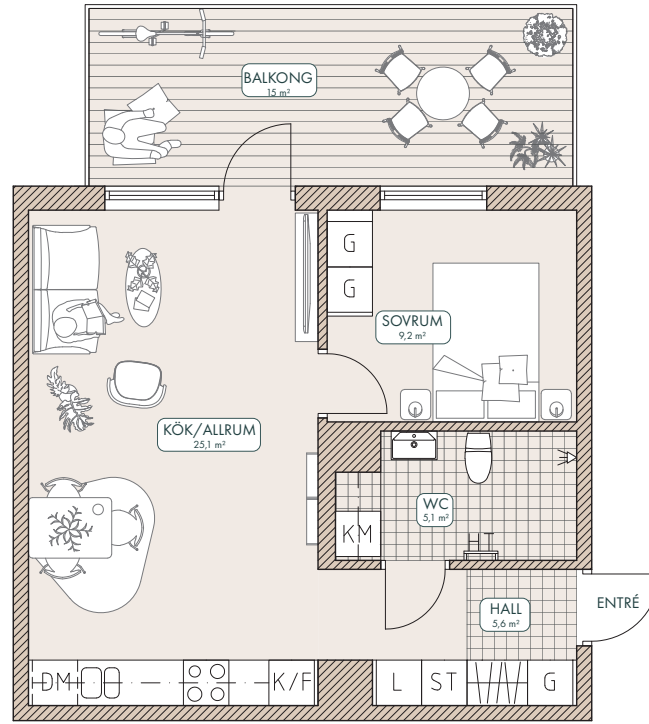 BALKONG
15 m²
G
G
SOVRUM
9,2 m²
KÖK/ALLRUM
25,1 m²
WC
5,1 m²
KM
HALL
5,6 m²
ENTRÉ
DM
K/F
L
ST
G